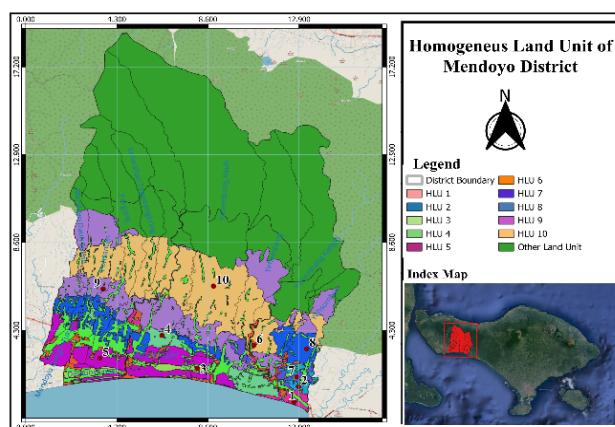 0.000 4.300 8.600 12.900
17.200
12.900
8.600
4.300
10
9
4
6
8
5
3
7
2
1
Homogeneus Land Unit of
Mendoyo District
N
Legend
District Boundary
HLU 1
HLU 2
HLU 3
HLU 4
HLU 5
HLU 6
HLU 7
HLU 8
HLU 9
HLU 10
Other Land Unit
Index Map